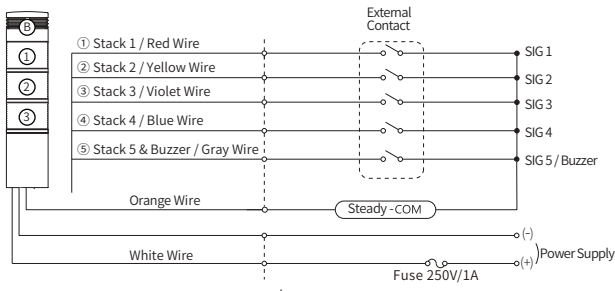 External
Contact
B
1
2
3
① Stack 1 / Red Wire
SIG 1
② Stack 2 / Yellow Wire
SIG 2
③ Stack 3 / Violet Wire
SIG 3
④ Stack 4 / Blue Wire
SIG 4
⑤ Stack 5 & Buzzer / Gray Wire
SIG 5 / Buzzer
Orange Wire
Steady - COM
(-)
White Wire
(+)
Power Supply
Fuse 250V/1A